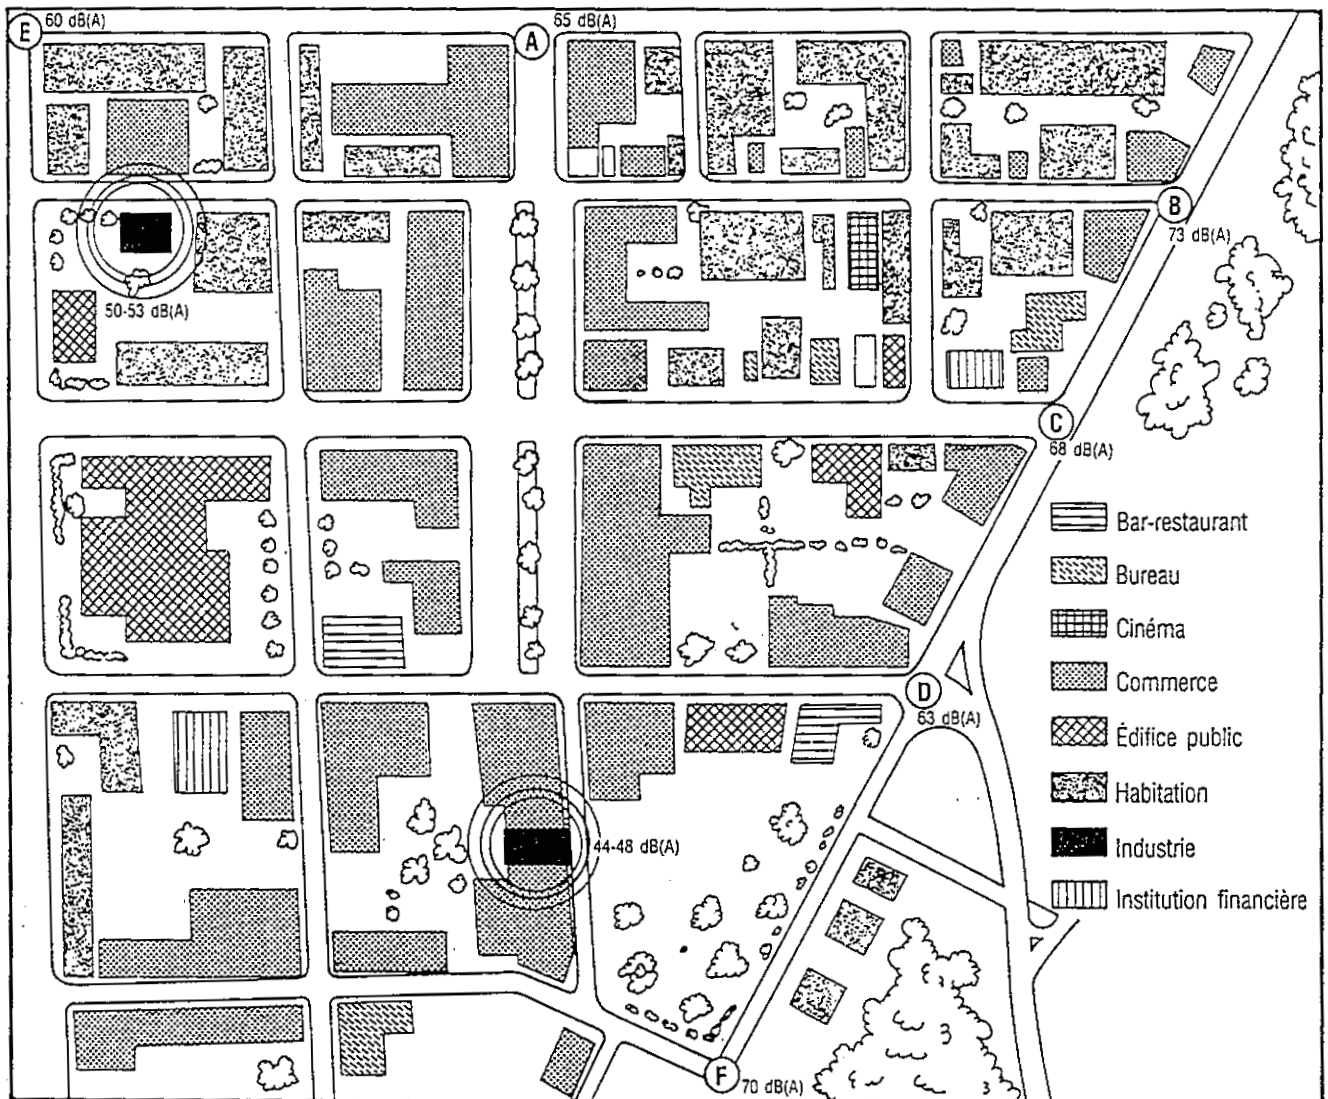 E
60 dB(A)
A
65 dB(A)
B
73 dB(A)
50-53 dB(A)
C
68 dB(A)
Bar-restaurant
Bureau
Cinéma
Commerce
D
63 dB(A)
Édifice public
Habitation
44-48 dB(A)
Industrie
Institution financière
F
70 dB(A)